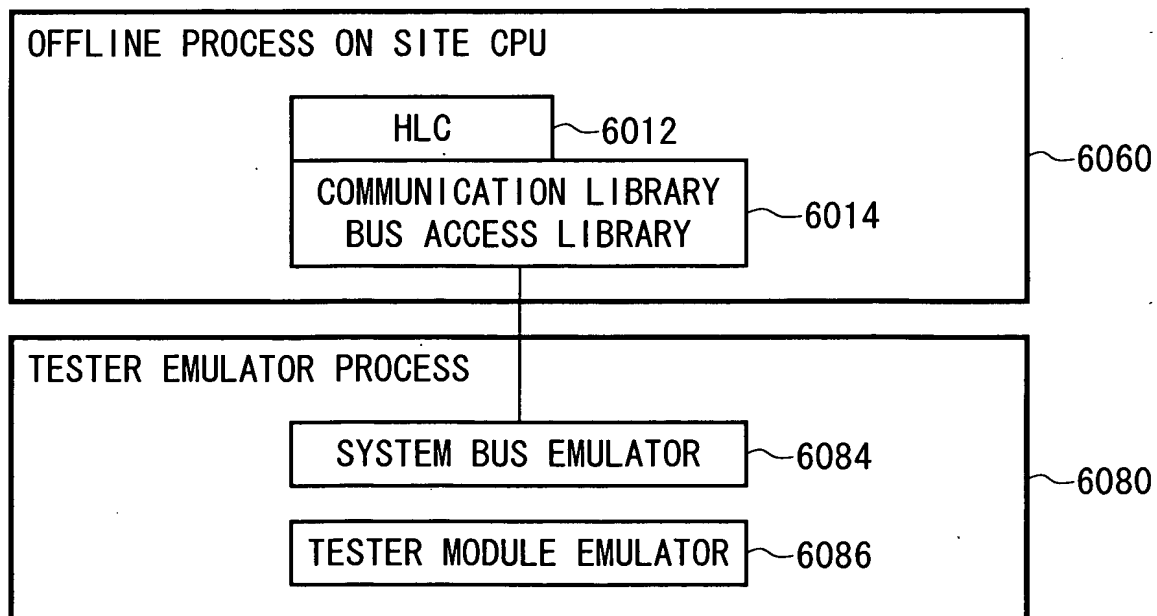 OFFLINE PROCESS ON SITE CPU
HLC
6012
COMMUNICATION LIBRARY
BUS ACCESS LIBRARY
6014
6060
TESTER EMULATOR PROCESS
SYSTEM BUS EMULATOR
6084
6080
TESTER MODULE EMULATOR
6086